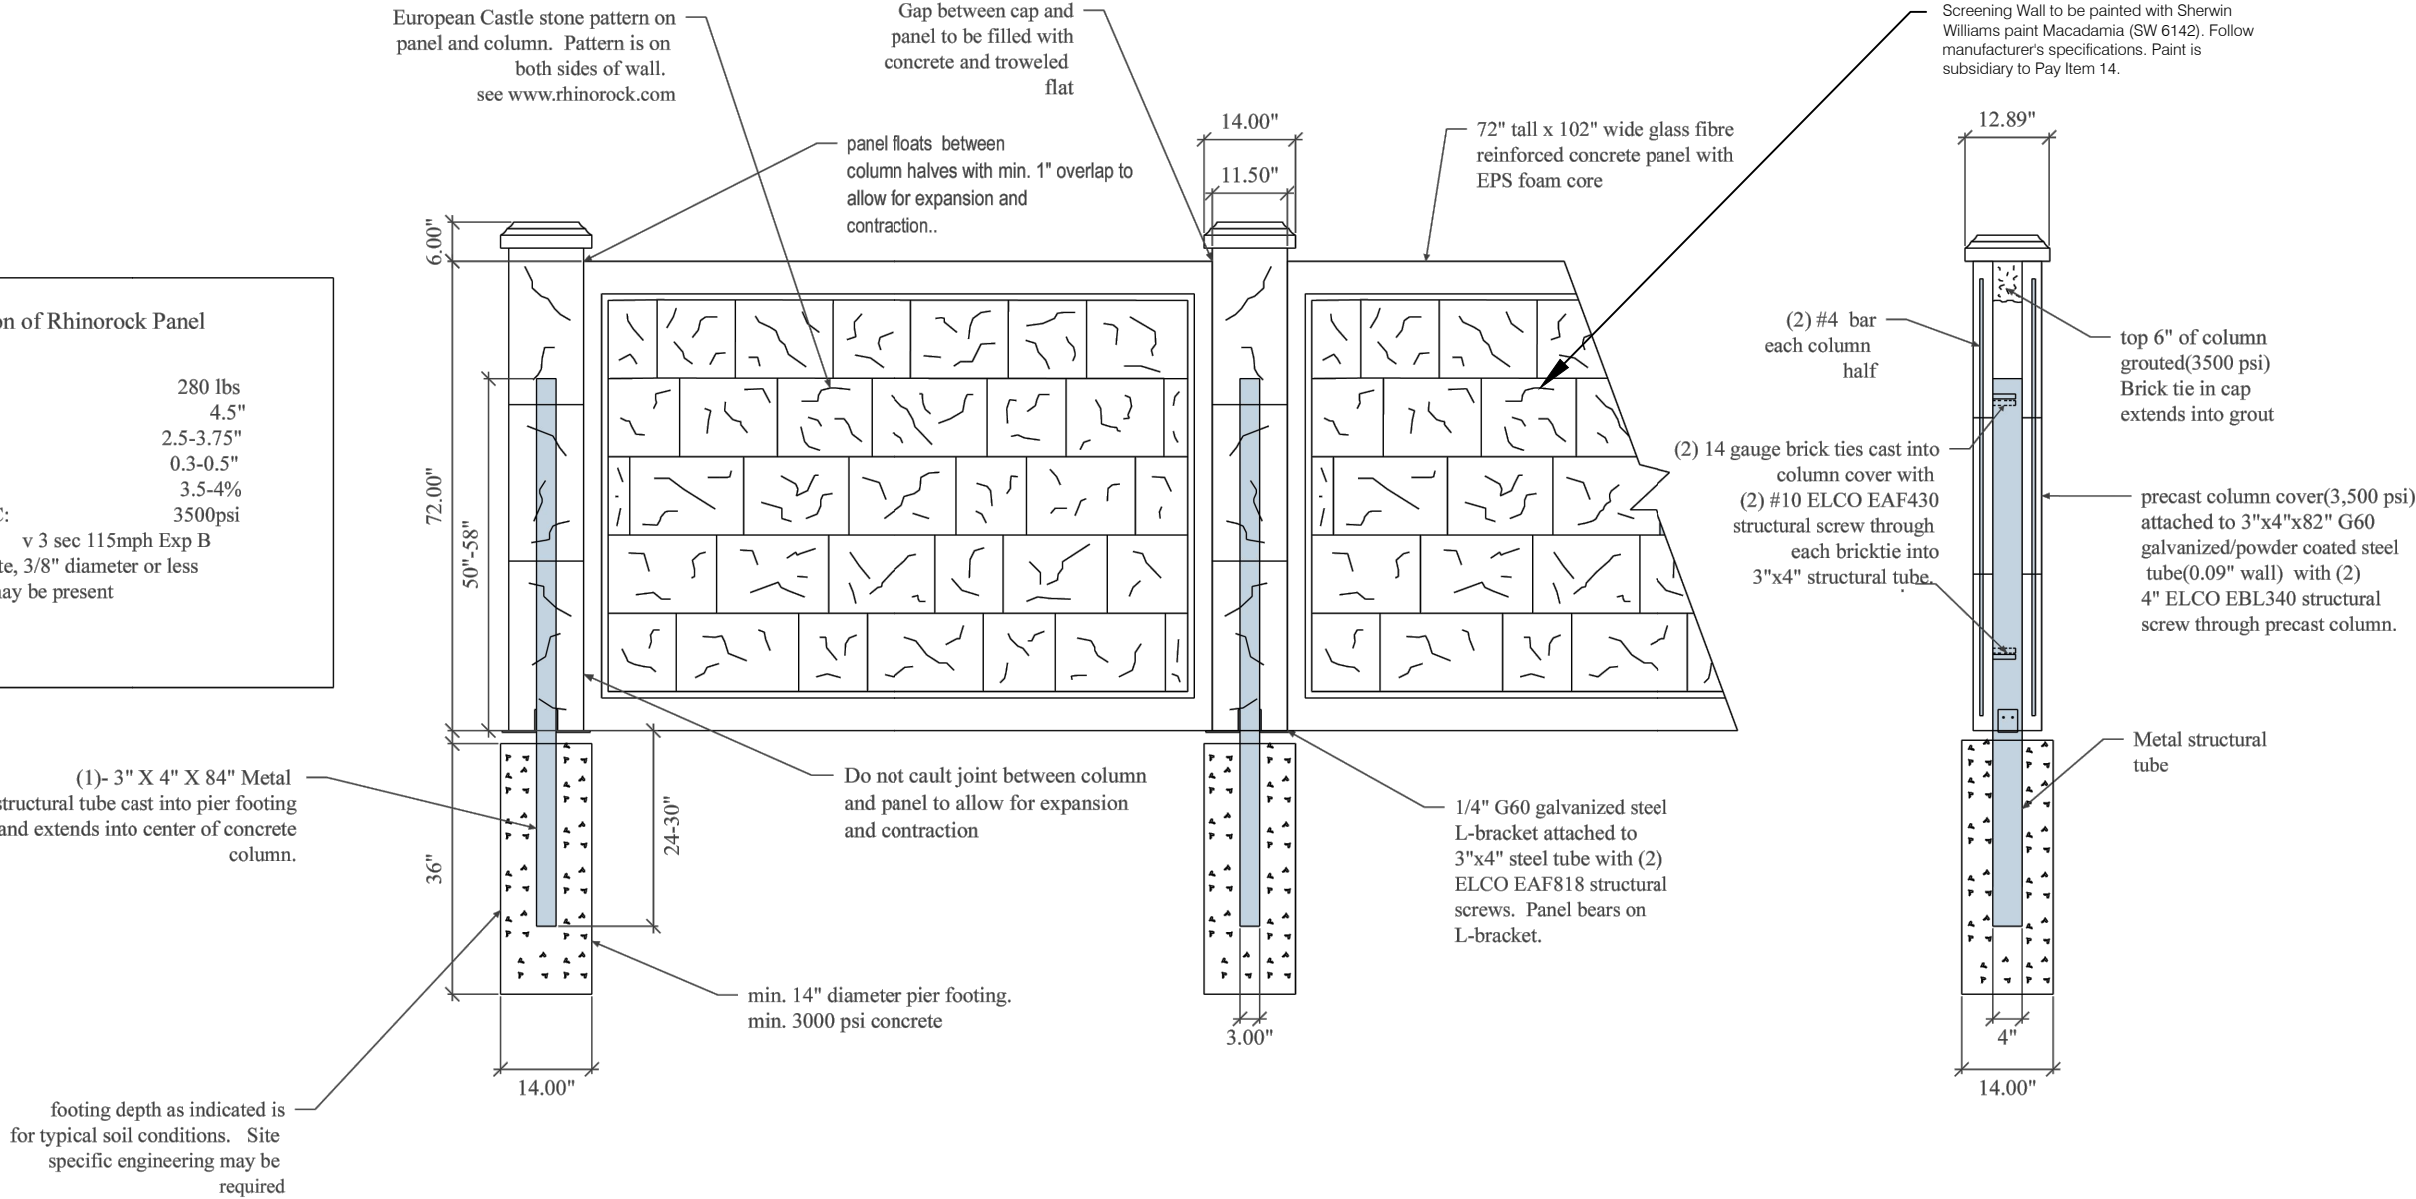 European Castle stone pattern on
panel and column. Pattern is on
both sides of wall.
see www.rhinorock.com
Gap between cap and
panel to be filled with
concrete and troweled
flat
Screening Wall to be painted with Sherwin
Williams paint Macadamia (SW 6142). Follow
manufacturer's specifications. Paint is
subsidiary to Pay Item 14.
panel floats between
column halves with min. 1" overlap to
allow for expansion and
contraction..
14.00"
11.50"
72" tall x 102" wide glass fibre
reinforced concrete panel with
EPS foam core
12.89"
6.00"
72.00"
50"-58"
36"
24-30"
on of Rhinorock Panel
280 lbs
4.5"
2.5-3.75"
0.3-0.5"
3.5-4%
C: 3500psi
v 3 sec 115mph Exp B
te, 3/8" diameter or less
nay be present
(2) #4 bar
each column
half
top 6" of column
grouted(3500 psi)
Brick tie in cap
extends into grout
(2) 14 gauge brick ties cast into
column cover with
(2) #10 ELCO EAF430
structural screw through
each bricktie into
3"x4" structural tube.
precast column cover(3,500 psi)
attached to 3"x4"x82" G60
galvanized/powder coated steel
tube(0.09" wall) with (2)
4" ELCO EBL340 structural
screw through precast column.
Metal structural
tube
(1)- 3" X 4" X 84" Metal
structural tube cast into pier footing
and extends into center of concrete
column.
Do not cault joint between column
and panel to allow for expansion
and contraction
1/4" G60 galvanized steel
L-bracket attached to
3"x4" steel tube with (2)
ELCO EAF818 structural
screws. Panel bears on
L-bracket.
min. 14" diameter pier footing.
min. 3000 psi concrete
14.00"
3.00"
4"
14.00"
footing depth as indicated is
for typical soil conditions. Site
specific engineering may be
required